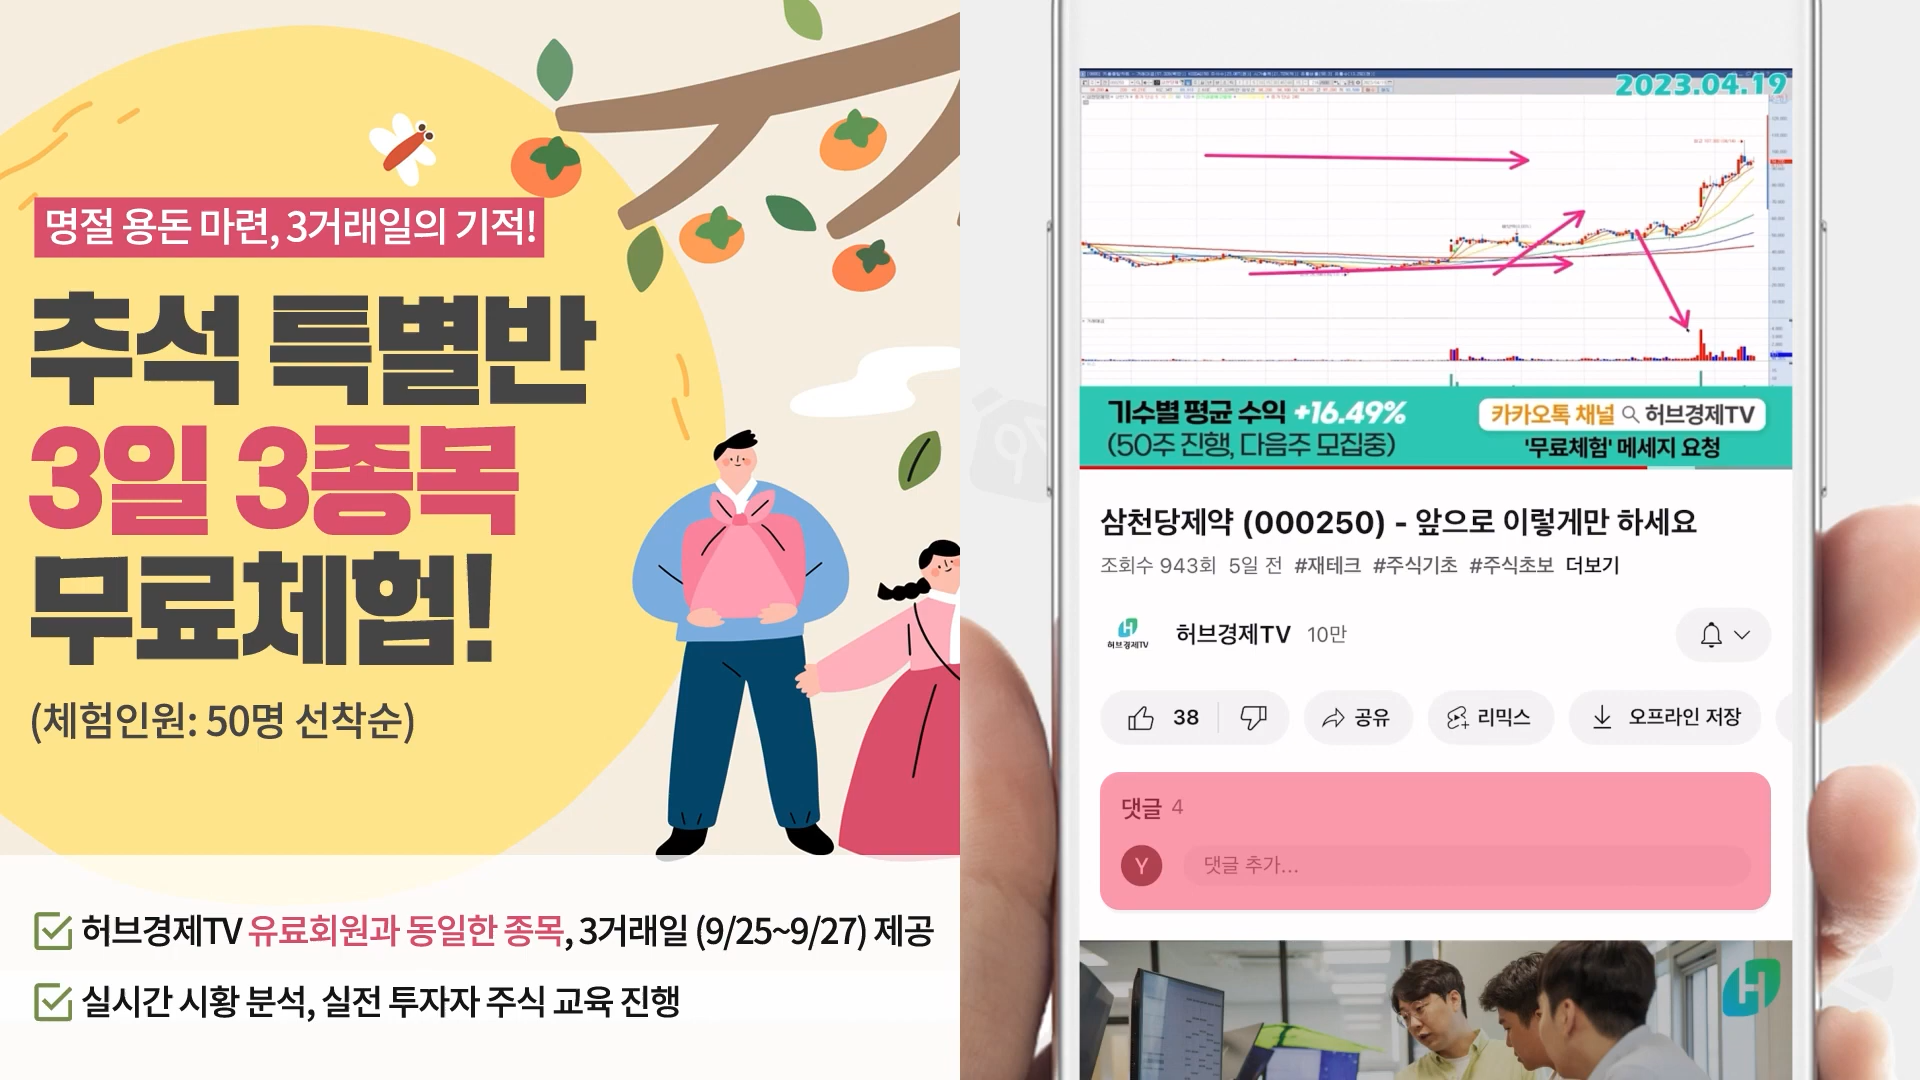 명절 용돈 마련, 3거래일의 기적!
추석 특별반
3일 3종목
무료체험!
(체험인원: 50명 선착순)
허브경제TV 유료회원과 동일한 종목, 3거래일 (9/25~9/27) 제공
실시간 시황 분석, 실전 투자자 주식 교육 진행
2023.04.19
기수별 평균 수익 +16.49%
(50주 진행, 다음주 모집중)
카카오톡 채널 허브경제TV
'무료체험' 메세지 요청
삼천당제약 (000250) - 앞으로 이렇게만 하세요
조회수 943회 5일 전 #재테크 #주식기초 #주식초보 더보기
허브경제TV
허브경제TV 10만
38
공유
리믹스
오프라인 저장
댓글 4
Y
댓글 추가...